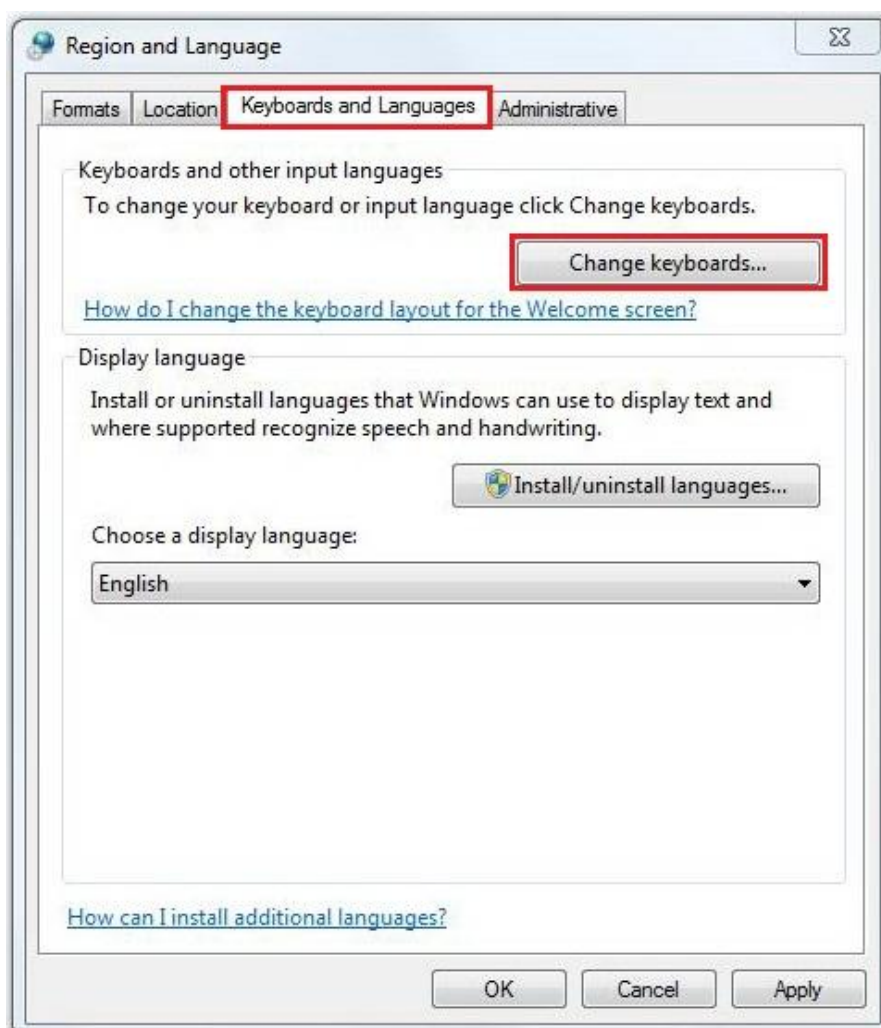 Region and Language
Formats Location Keyboards and Languages Administrative
Keyboards and other input languages
To change your keyboard or input language click Change keyboards.
Change keyboards...
How do I change the keyboard layout for the Welcome screen?
Display language
Install or uninstall languages that Windows can use to display text and
where supported recognize speech and handwriting.
Install/uninstall languages...
Choose a display language:
English
How can I install additional languages?
OK Cancel Apply